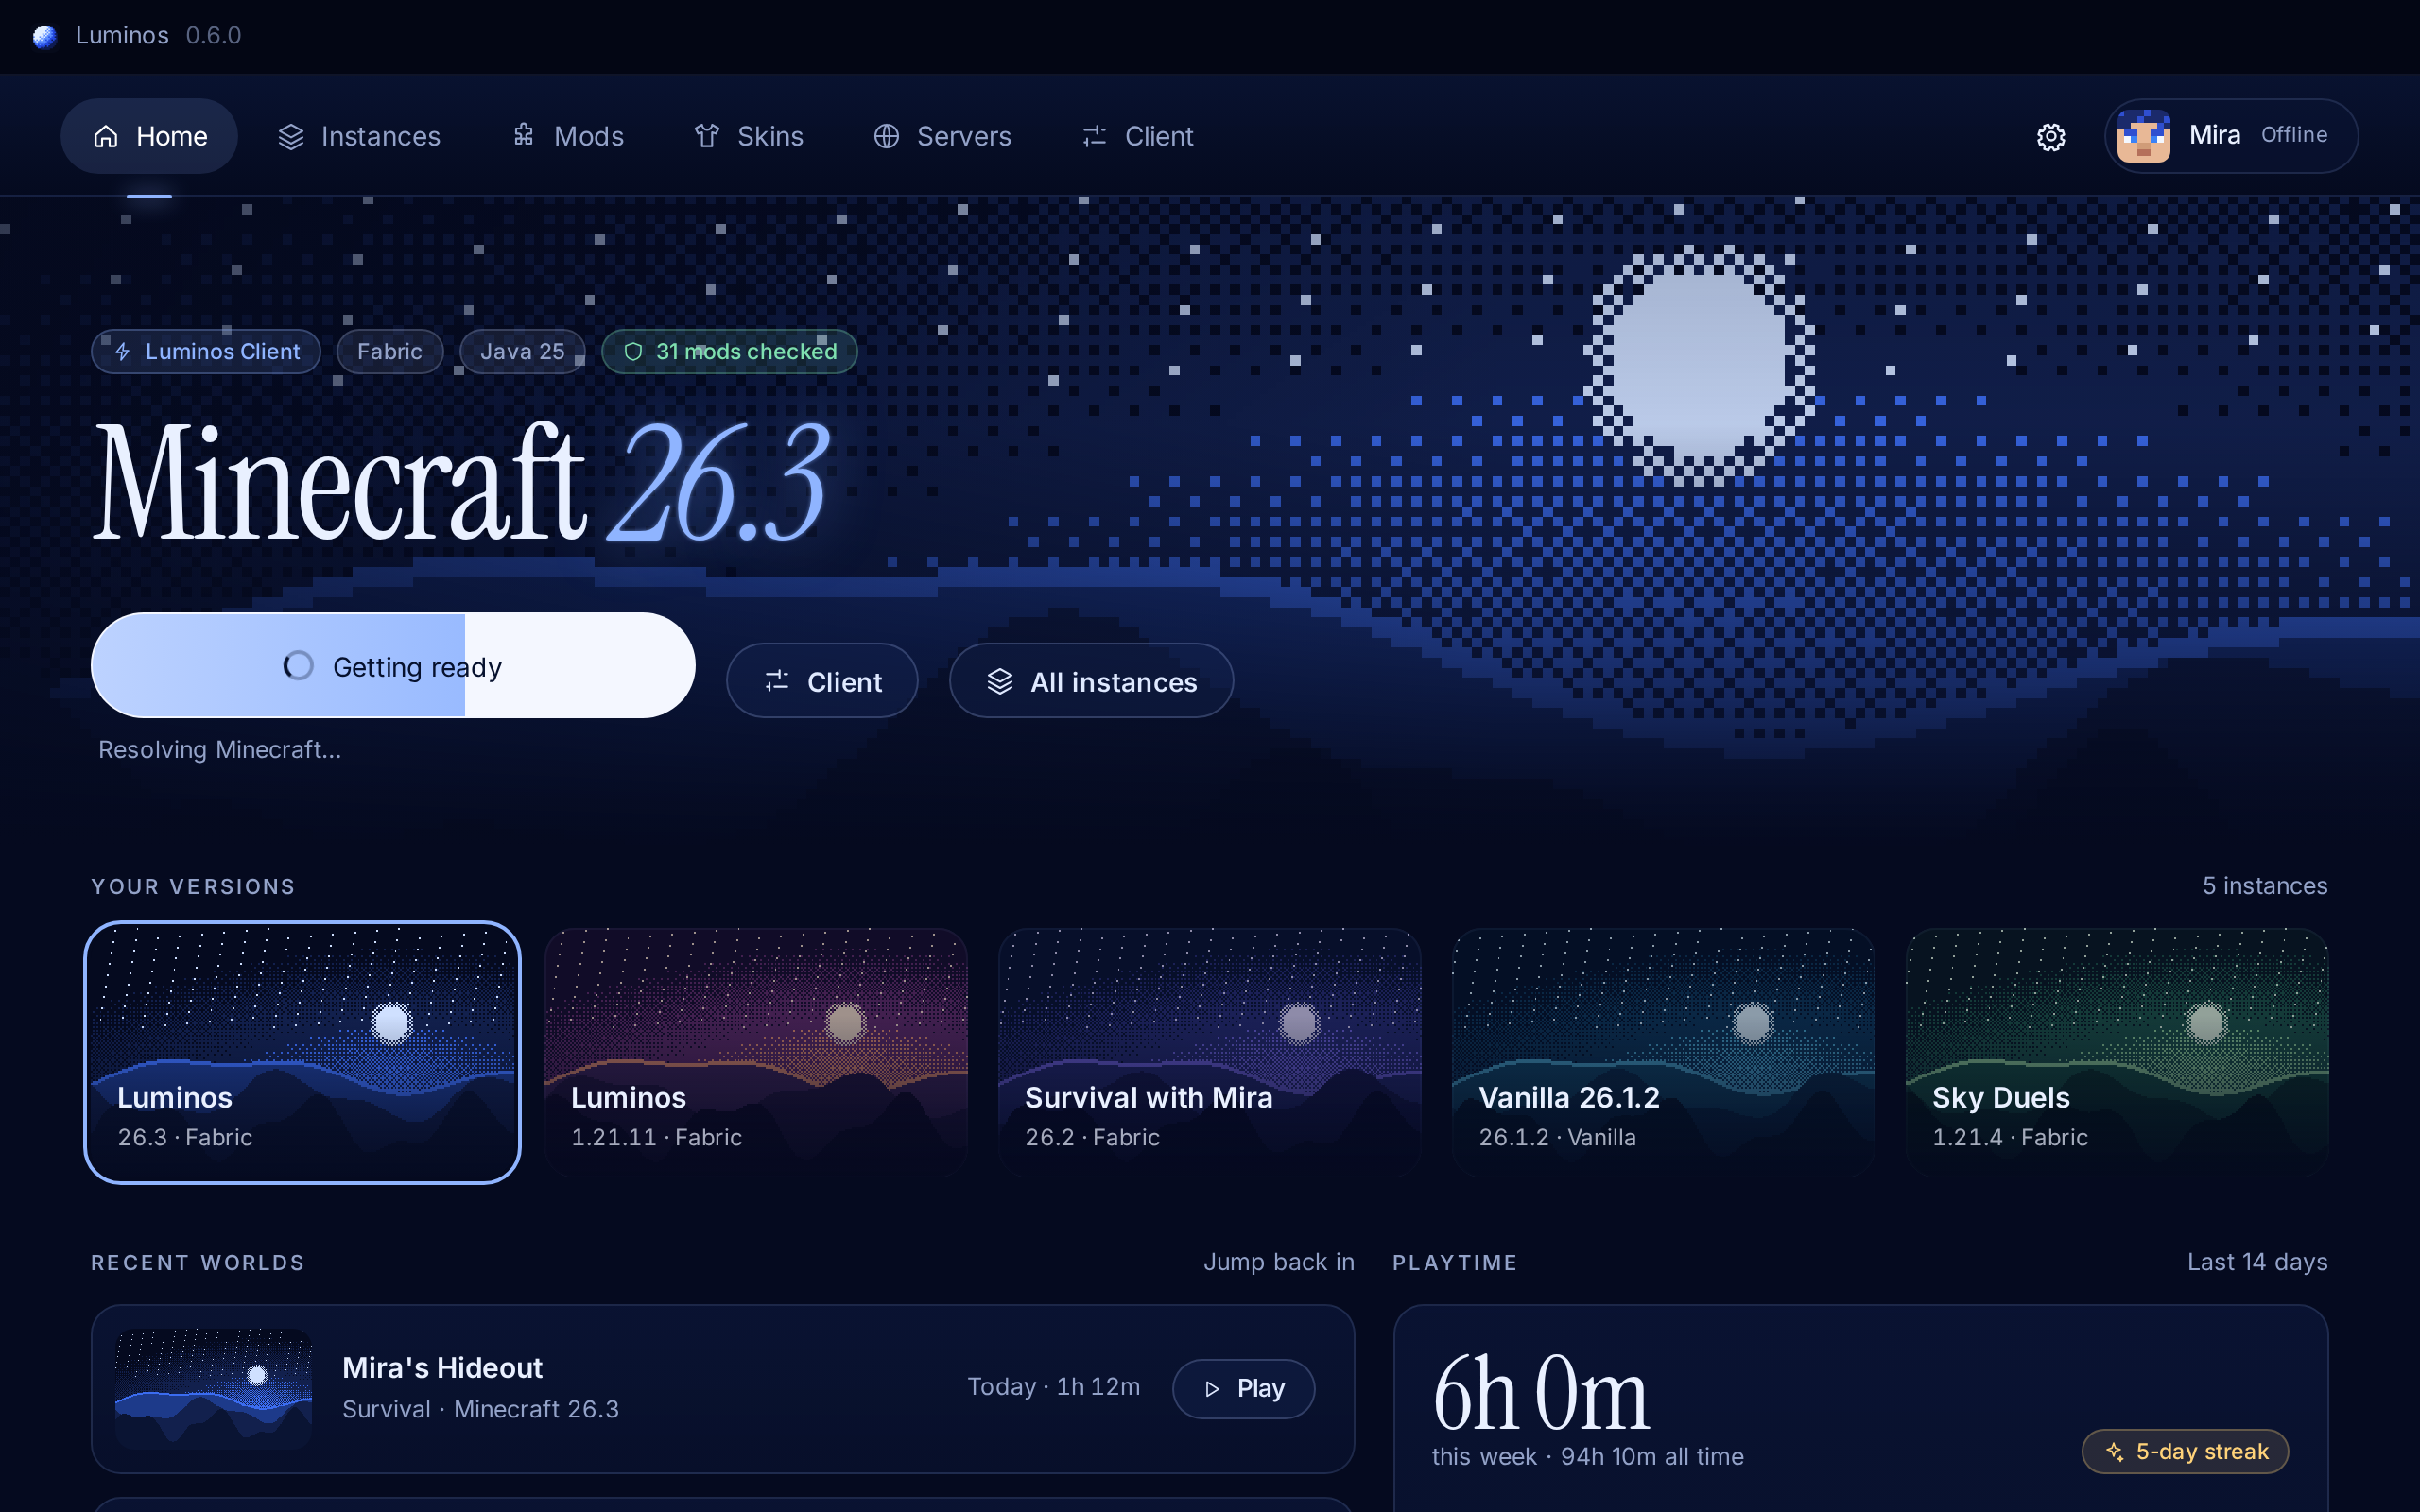 Luminos 0.6.0
Home Instances Mods Skins Servers Client Mira Offline
Luminos Client Fabric Java 25 31 mods checked
Minecraft 26.3
Getting ready Client All instances
Resolving Minecraft...
YOUR VERSIONS 5 instances
Luminos
26.3 · Fabric
Luminos
1.21.11 · Fabric
Survival with Mira
26.2 · Fabric
Vanilla 26.1.2
26.1.2 · Vanilla
Sky Duels
1.21.4 · Fabric
RECENT WORLDS Jump back in
Mira's Hideout
Survival · Minecraft 26.3
Today · 1h 12m Play
PLAYTIME Last 14 days
6h 0m
this week · 94h 10m all time
5-day streak